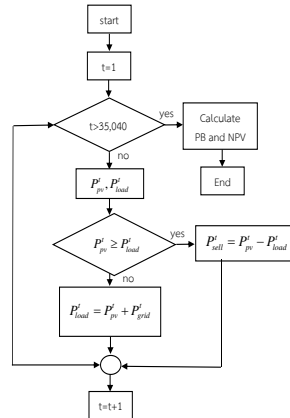 start
t=1
t>35,040
yes
Calculate
PB and NPV
no
End
P^t_pv, P^t_load
P^t_pv ≥ P^t_load
yes
P^t_sell = P^t_pv − P^t_load
no
P^t_load = P^t_pv + P^t_grid
t=t+1